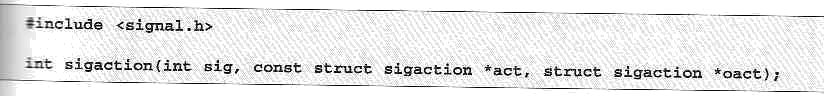 #include <signal.h>
int sigaction(int sig, const struct sigaction *act, struct sigaction *oact);